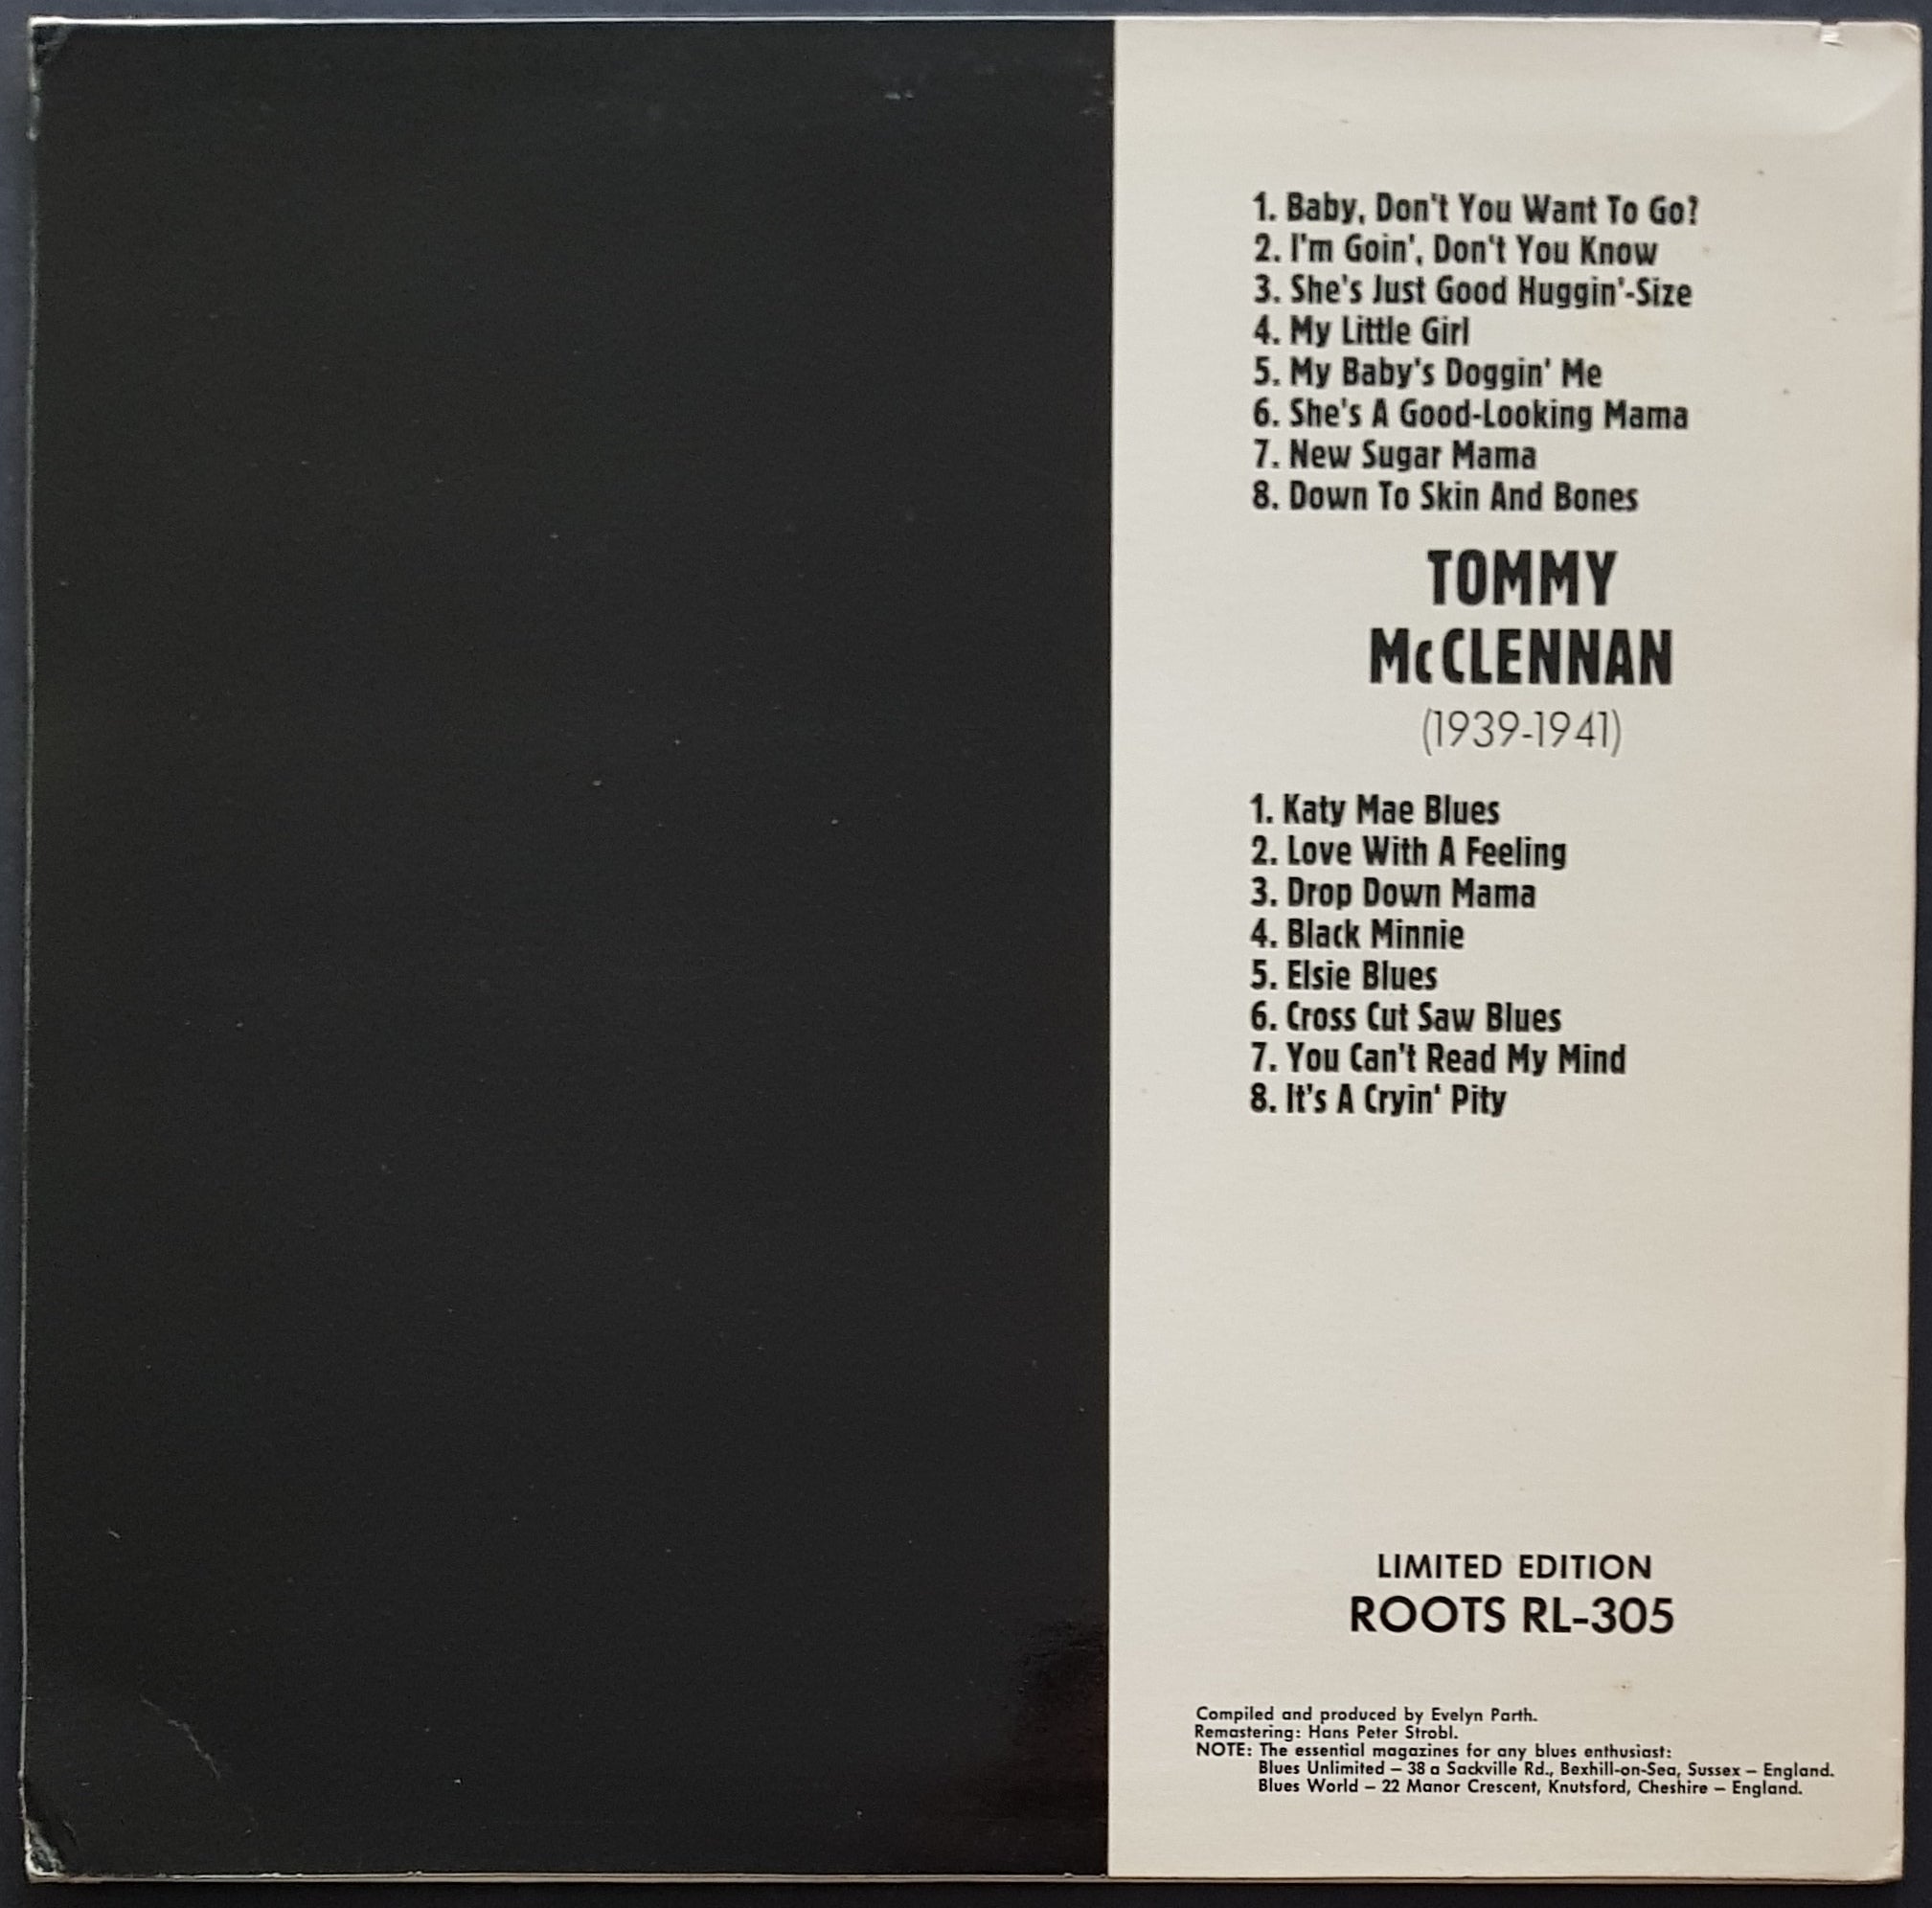 1. Baby, Don't You Want To Go?
2. I'm Goin', Don't You Know
3. She's Just Good Huggin'-Size
4. My Little Girl
5. My Baby's Doggin' Me
6. She's A Good-Looking Mama
7. New Sugar Mama
8. Down To Skin And Bones
TOMMY
McCLENNAN
(1939-1941)
1. Katy Mae Blues
2. Love With A Feeling
3. Drop Down Mama
4. Black Minnie
5. Elsie Blues
6. Cross Cut Saw Blues
7. You Can't Read My Mind
8. It's A Cryin' Pity
LIMITED EDITION
ROOTS RL-305
Compiled and produced by Evelyn Parth.
Remastering: Hans Peter Strobl.
NOTE: The essential magazines for any blues enthusiast:
Blues Unlimited – 38 a Sackville Rd., Bexhill-on-Sea, Sussex – England.
Blues World – 22 Manor Crescent, Knutsford, Cheshire – England.